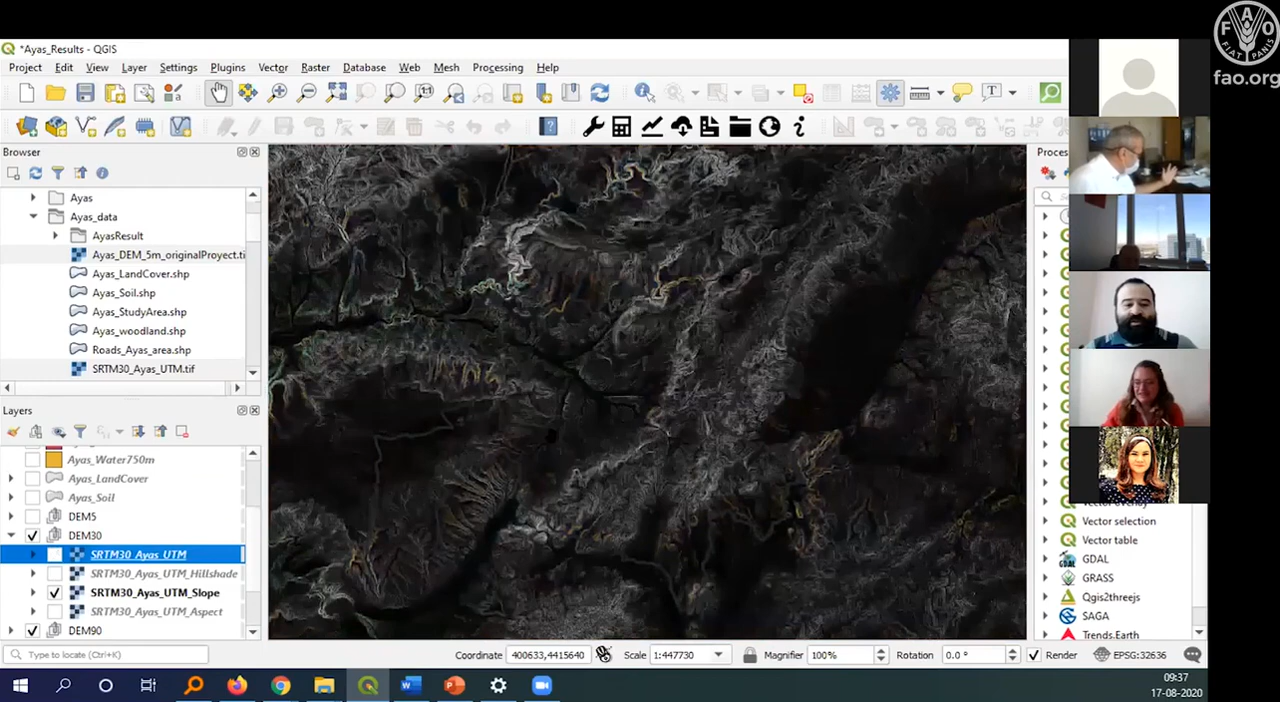 *Ayas_Results - QGIS
Project Edit View Layer Settings Plugins Vector Raster Database Web Mesh Processing Help
FAO
FIAT PANIS
fao.org
Browser
Ayas
Ayas_data
AyasResult
Ayas_DEM_5m_originalProyect.ti
Ayas_LandCover.shp
Ayas_Soil.shp
Ayas_StudyArea.shp
Ayas_woodland.shp
Roads_Ayas_area.shp
SRTM30_Ayas_UTM.tif
Layers
Ayas_Water750m
Ayas_LandCover
Ayas_Soil
DEM5
DEM30
SRTM30_Ayas_UTM
SRTM30_Ayas_UTM_Hillshade
SRTM30_Ayas_UTM_Slope
SRTM30_Ayas_UTM_Aspect
DEM90
Proces
Vector selection
Vector table
GDAL
GRASS
Qgis2threejs
SAGA
Trends.Earth
Type to locate (Ctrl+K)
Coordinate 400633,4415640 Scale 1:447730 Magnifier 100% Rotation 0.0 ° Render EPSG:32636
09:37
17-08-2020